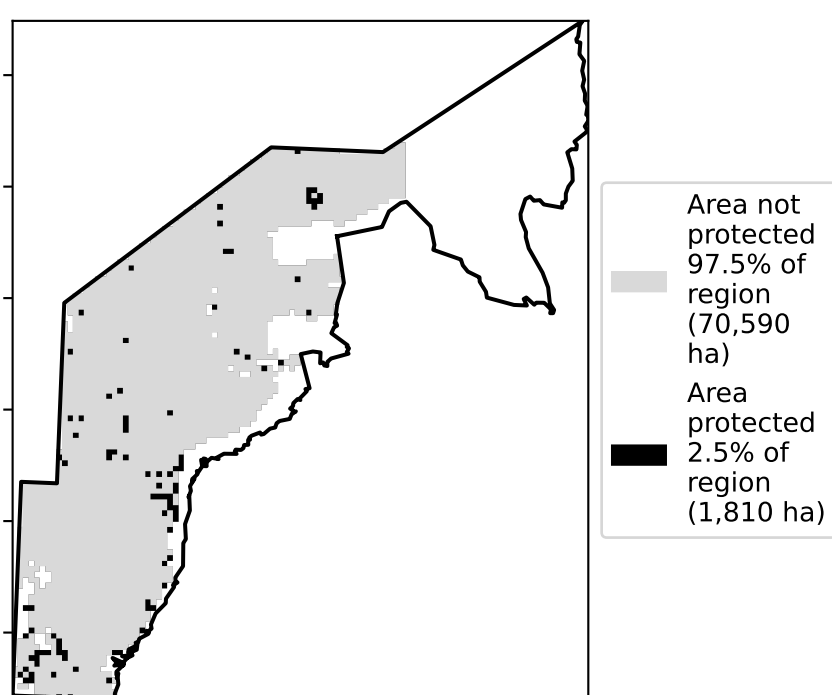 Area not
protected
97.5% of
region
(70,590
ha)
Area
protected
2.5% of
region
(1,810 ha)